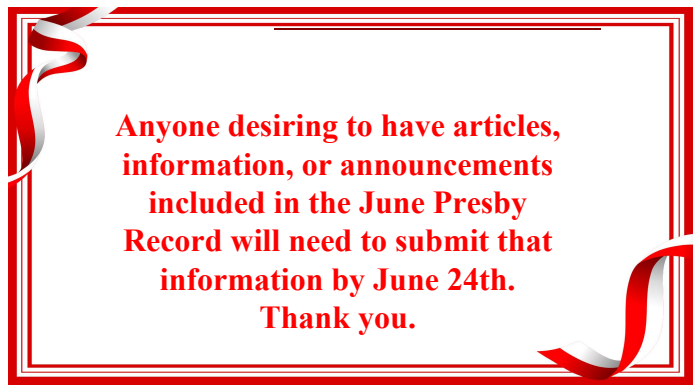 Anyone desiring to have articles,
information, or announcements
included in the June Presby
Record will need to submit that
information by June 24th.
Thank you.